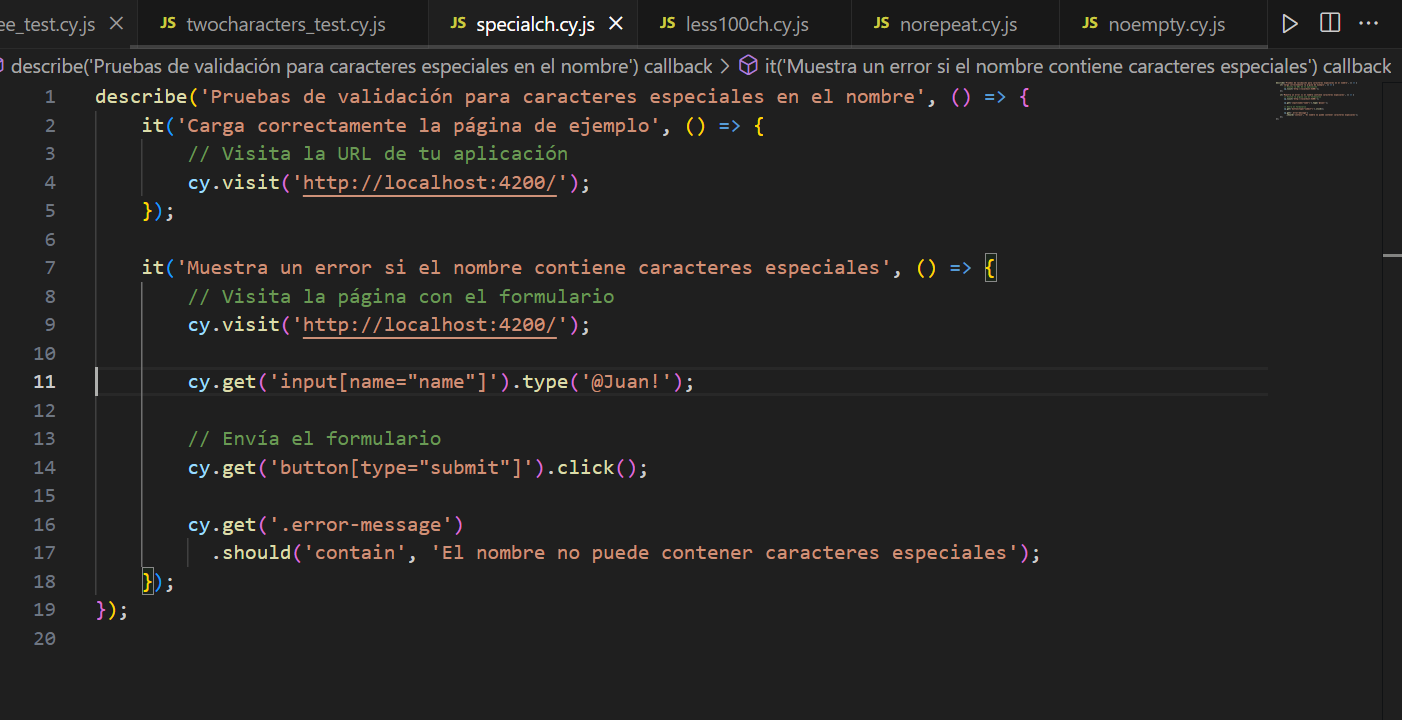 ee_test.cy.js JS twocharacters_test.cy.js JS specialch.cy.js JS less100ch.cy.js JS norepeat.cy.js JS noempty.cy.js
describe('Pruebas de validación para caracteres especiales en el nombre') callback > it('Muestra un error si el nombre contiene caracteres especiales') callback
1 describe('Pruebas de validación para caracteres especiales en el nombre', () => {
2 it('Carga correctamente la página de ejemplo', () => {
3 // Visita la URL de tu aplicación
4 cy.visit('http://localhost:4200/');
5 });
6
7 it('Muestra un error si el nombre contiene caracteres especiales', () => {
8 // Visita la página con el formulario
9 cy.visit('http://localhost:4200/');
10
11 cy.get('input[name="name"]').type('@Juan!');
12
13 // Envía el formulario
14 cy.get('button[type="submit"]').click();
15
16 cy.get('.error-message')
17 .should('contain', 'El nombre no puede contener caracteres especiales');
18 });
19 });
20